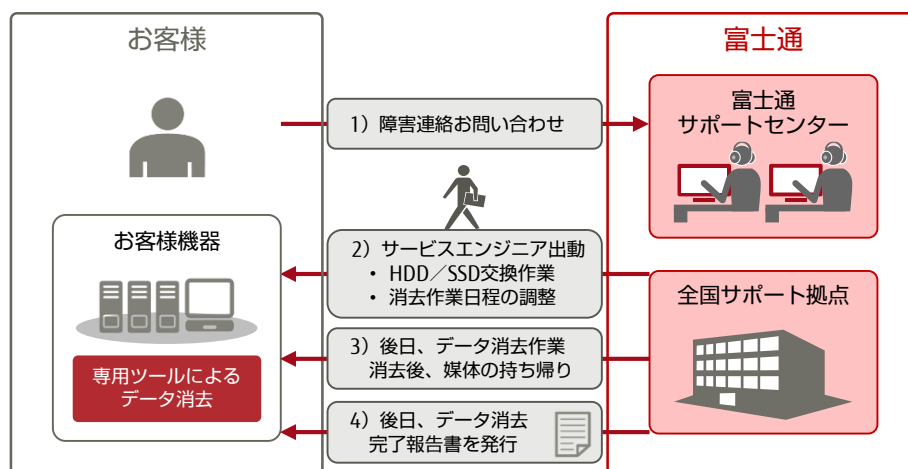 お客様
富士通
1）障害連絡お問い合わせ
富士通
サポートセンター
お客様機器
2）サービスエンジニア出動
・ HDD／SSD交換作業
・ 消去作業日程の調整
全国サポート拠点
3）後日、データ消去作業
消去後、媒体の持ち帰り
専用ツールによる
データ消去
4）後日、データ消去
完了報告書を発行